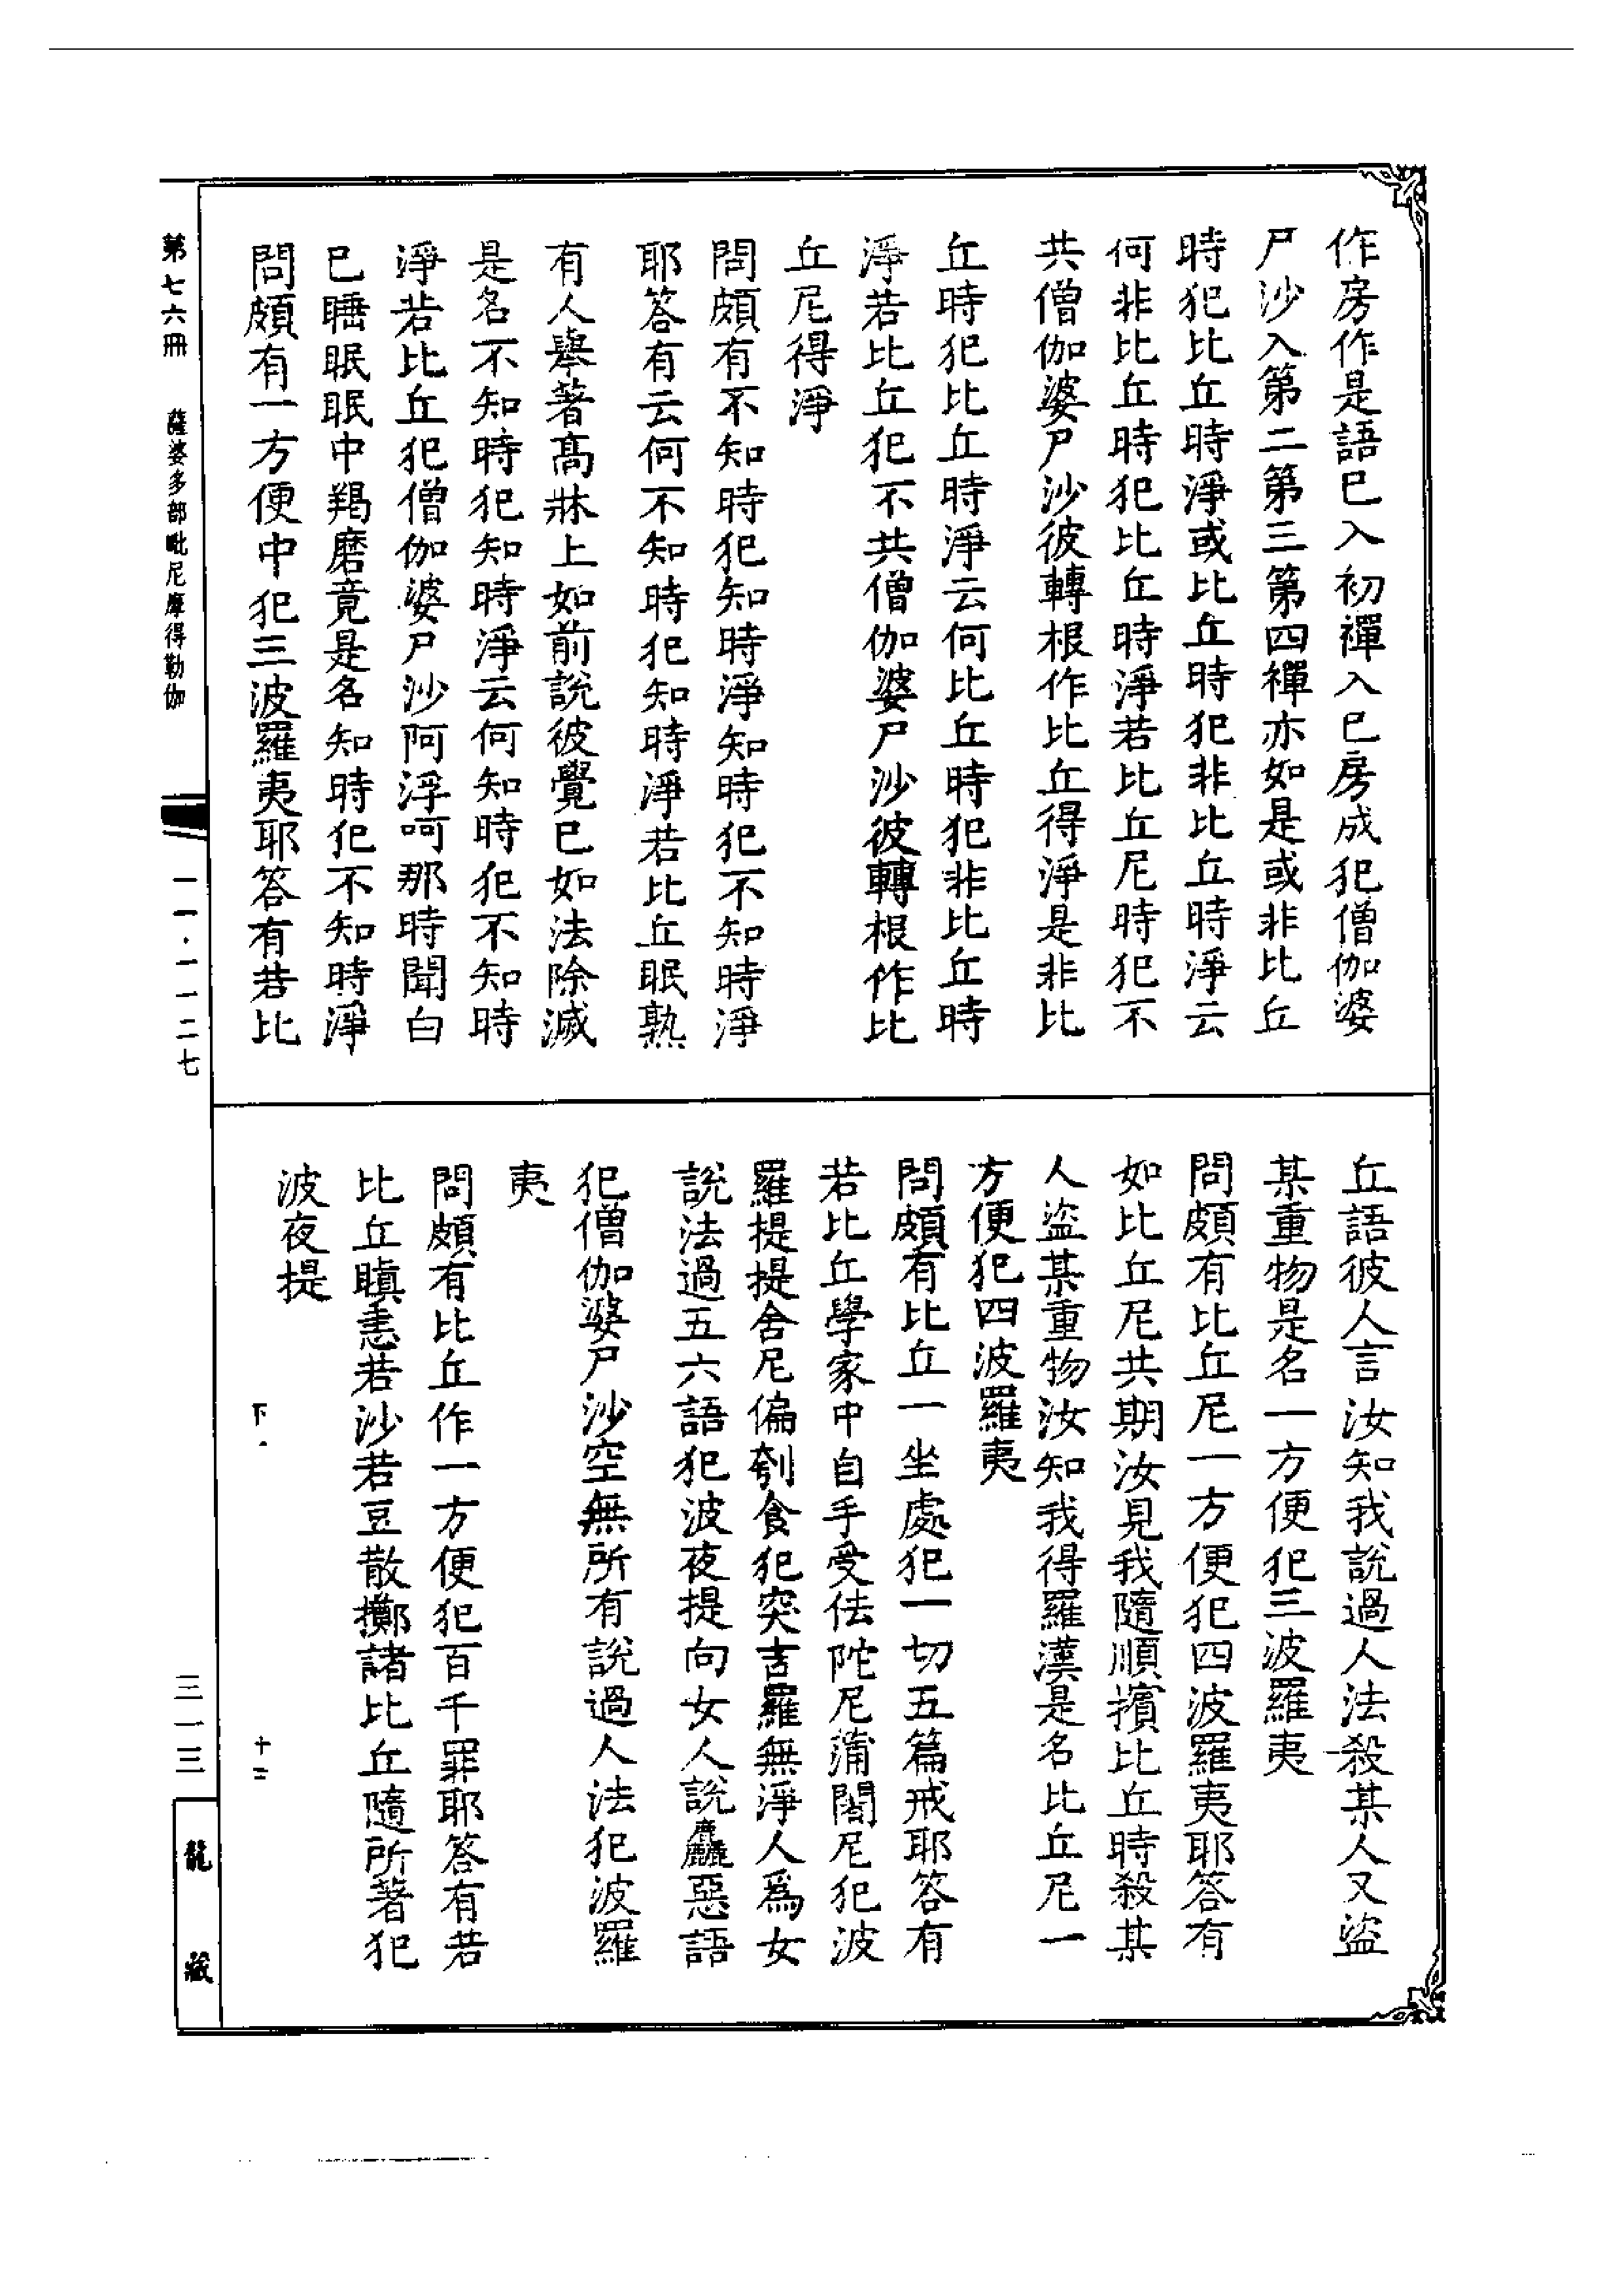 作房作是語已入初禪入已房成犯僧伽婆
尸沙入第二第三第四禪亦如是或非比丘
時犯比丘時淨或比丘時犯非比丘時淨云
何非比丘時犯比丘時淨若比丘尼時犯不
共僧伽婆尸沙彼轉根作比丘得淨是非比
丘時犯比丘時淨云何比丘時犯非比丘時
淨若比丘犯不共僧伽婆尸沙彼轉根作比
丘尼得淨
問頗有不知時犯知時淨知時犯不知時淨
耶答有云何不知時犯知時淨若比丘眠熟
有人舉著高牀上如前說彼覺已如法除滅
是名不知時犯知時淨云何知時犯不知時
淨若比丘犯僧伽婆尸沙阿浮呵那時聞白
已睡眠眠中羯磨竟是名知時犯不知時淨
問頗有一方便中犯三波羅夷耶答有若比
丘語彼人言汝知我說過人法殺某人又盜
某重物是名一方便犯三波羅夷
問頗有比丘尼一方便犯四波羅夷耶答有
如比丘尼共期汝見我隨順擯比丘時殺某
人盜某重物汝知我得羅漢是名比丘尼一
方便犯四波羅夷
問頗有比丘一坐處犯一切五篇戒耶答有
若比丘學家中自手受佉陀尼蒲闍尼犯波
羅提提舍尼偏刳食犯突吉羅無淨人為女
說法過五六語犯波夜提向女人說麤惡語
犯僧伽婆尸沙空無所有說過人法犯波羅
夷
問頗有比丘作一方便犯百千罪耶答有若
比丘瞋恚若沙若豆散擲諸比丘隨所著犯
波夜提
第七六冊　薩婆多部毗尼摩得勒伽
一一·一一二七
三一三
龍藏